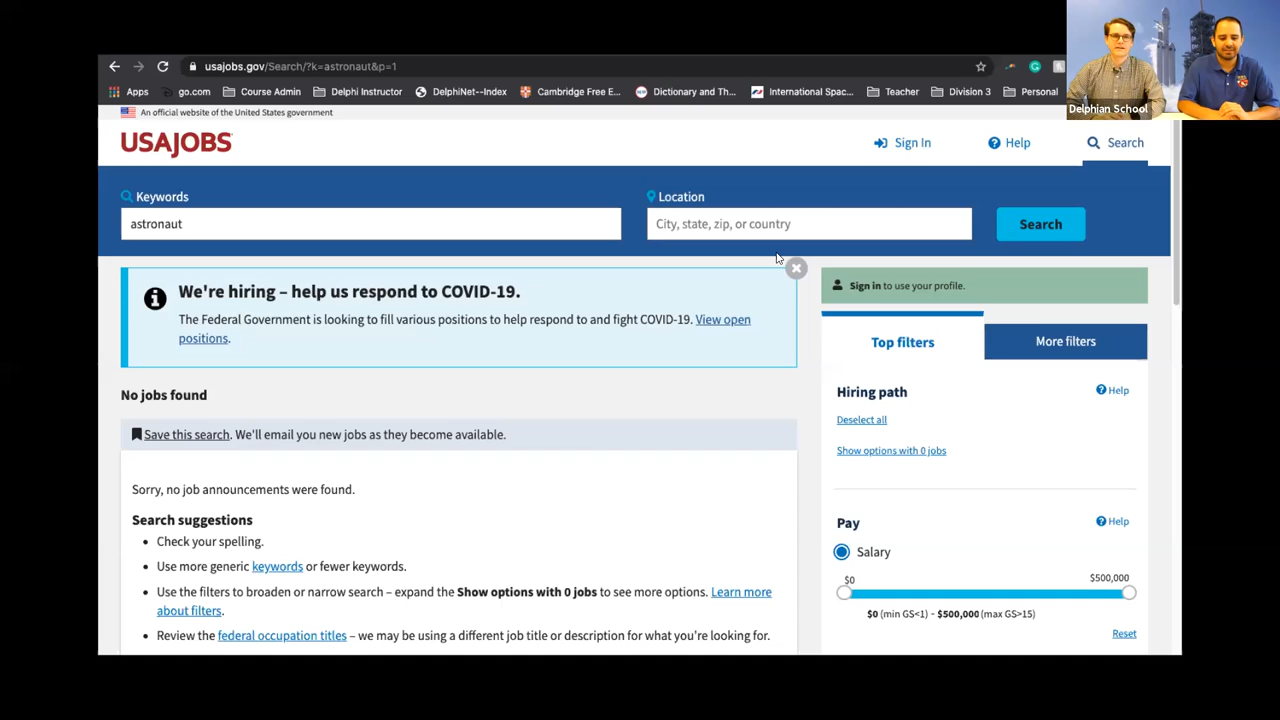 usajobs.gov/Search/?k=astronaut&p=1
Apps go.com Course Admin Delphi Instructor DelphiNet--Index Cambridge Free E... Dictionary and Th... International Spac... Teacher Division 3 Personal
Delphian School
An official website of the United States government
USAJOBS
Sign In Help Search
Keywords Location
astronaut City, state, zip, or country Search
We're hiring – help us respond to COVID-19.
The Federal Government is looking to fill various positions to help respond to and fight COVID-19. View open
positions.
Sign in to use your profile.
Top filters More filters
Hiring path Help
Deselect all
Show options with 0 jobs
No jobs found
Save this search. We'll email you new jobs as they become available.
Sorry, no job announcements were found.
Search suggestions
• Check your spelling.
• Use more generic keywords or fewer keywords.
• Use the filters to broaden or narrow search – expand the Show options with 0 jobs to see more options. Learn more
about filters.
• Review the federal occupation titles – we may be using a different job title or description for what you're looking for.
Pay Help
Salary
$0 $500,000
$0 (min GS<1) – $500,000 (max GS>15)
Reset